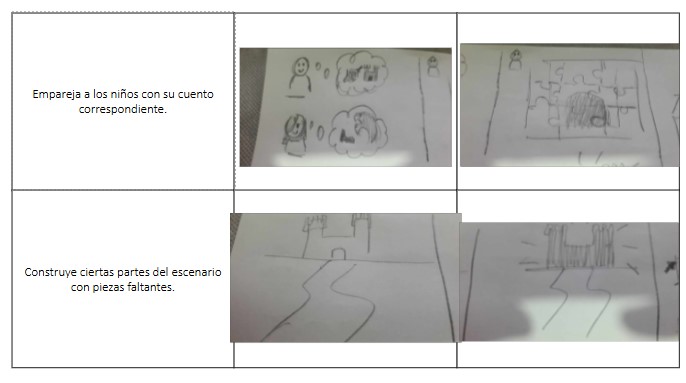 Empareja a los niños con su cuento
correspondiente.
Construye ciertas partes del escenario
con piezas faltantes.